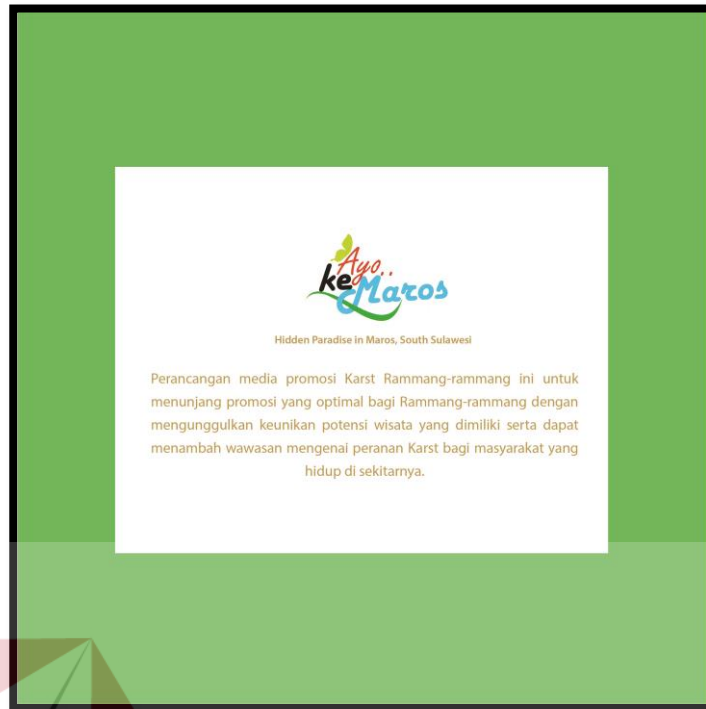 Ayo..
ke Maros
Hidden Paradise in Maros, South Sulawesi
Perancangan media promosi Karst Rammang-rammang ini untuk
menunjang promosi yang optimal bagi Rammang-rammang dengan
mengunggulkan keunikan potensi wisata yang dimiliki serta dapat
menambah wawasan mengenai peranan Karst bagi masyarakat yang
hidup di sekitarnya.